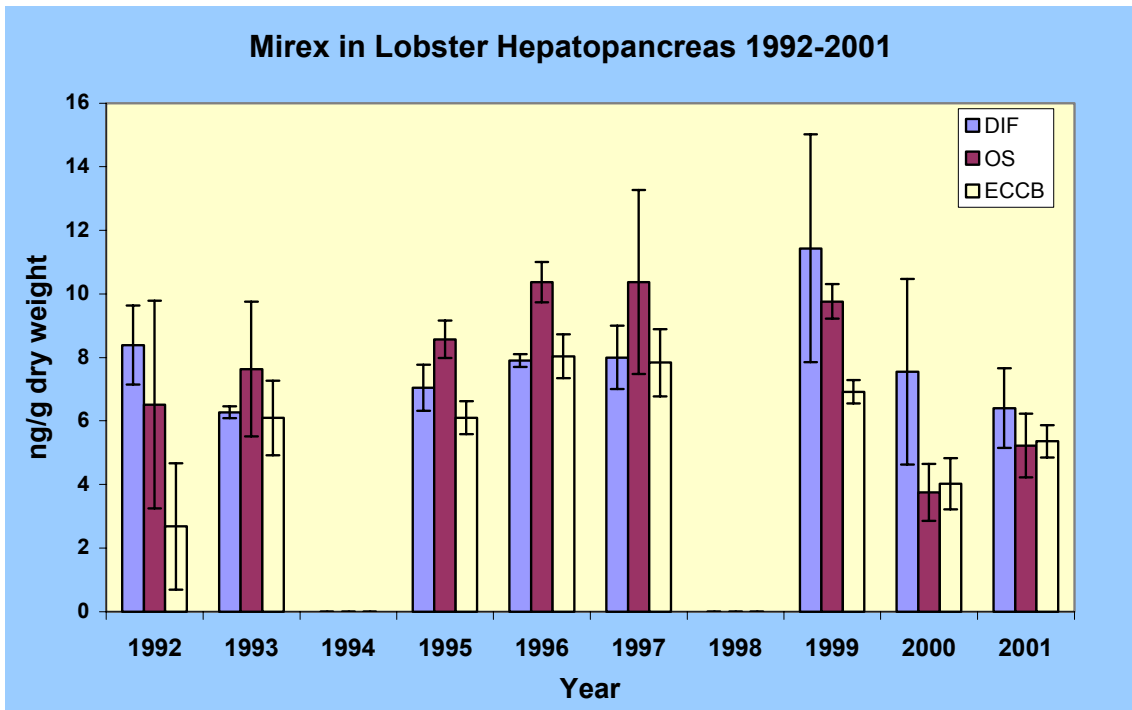 Mirex in Lobster Hepatopancreas 1992-2001
16
14
12
10
8
6
4
2
0
ng/g dry weight
DIF
OS
ECCB
1992 1993 1994 1995 1996 1997 1998 1999 2000 2001
Year